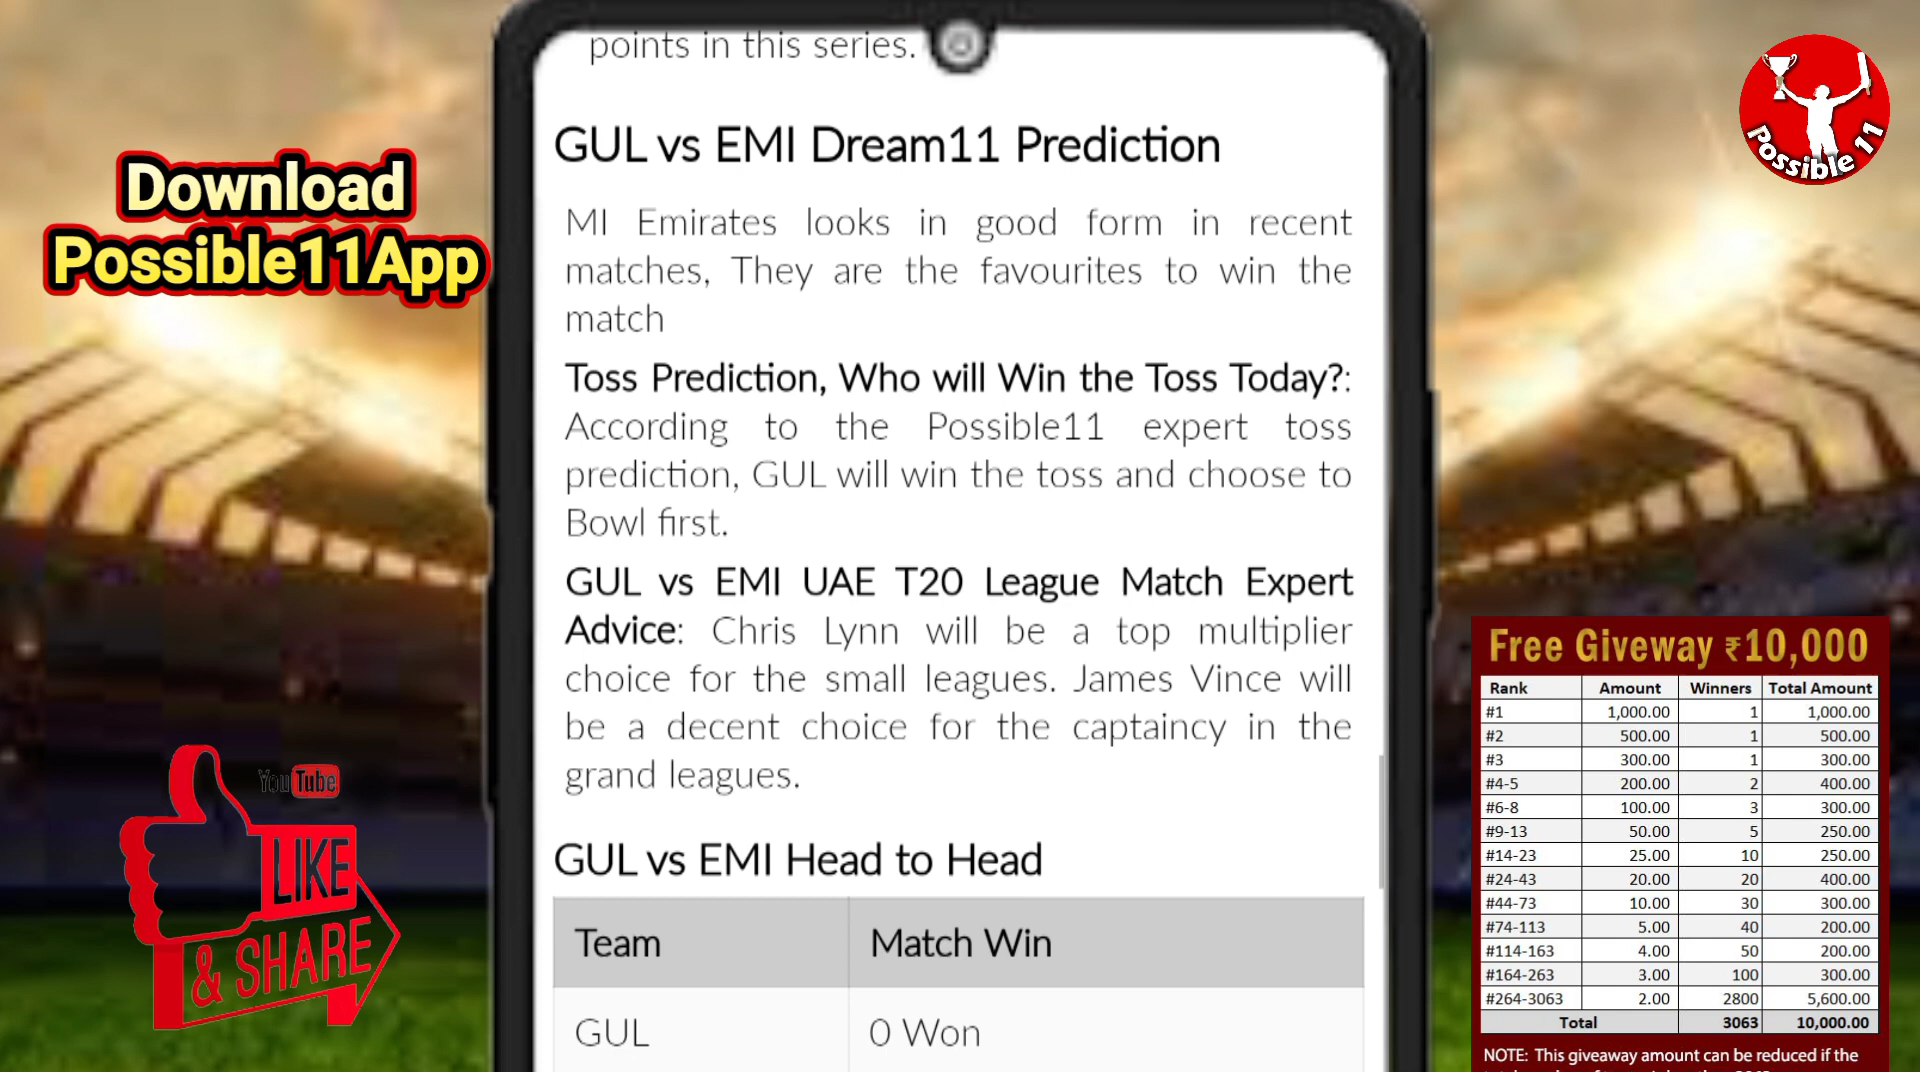 points in this series.
GUL vs EMI Dream11 Prediction
MI Emirates looks in good form in recent
matches, They are the favourites to win the
match
Toss Prediction, Who will Win the Toss Today?:
According to the Possible11 expert toss
prediction, GUL will win the toss and choose to
Bowl first.
GUL vs EMI UAE T20 League Match Expert
Advice: Chris Lynn will be a top multiplier
choice for the small leagues. James Vince will
be a decent choice for the captaincy in the
grand leagues.
GUL vs EMI Head to Head
Team Match Win
GUL 0 Won
Download
Possible11App
YouTube
LIKE
& SHARE
Possible 11
Free Giveway ₹10,000
Rank Amount Winners Total Amount
#1 1,000.00 1 1,000.00
#2 500.00 1 500.00
#3 300.00 1 300.00
#4-5 200.00 2 400.00
#6-8 100.00 3 300.00
#9-13 50.00 5 250.00
#14-23 25.00 10 250.00
#24-43 20.00 20 400.00
#44-73 10.00 30 300.00
#74-113 5.00 40 200.00
#114-163 4.00 50 200.00
#164-263 3.00 100 300.00
#264-3063 2.00 2800 5,600.00
Total 3063 10,000.00
NOTE: This giveaway amount can be reduced if the